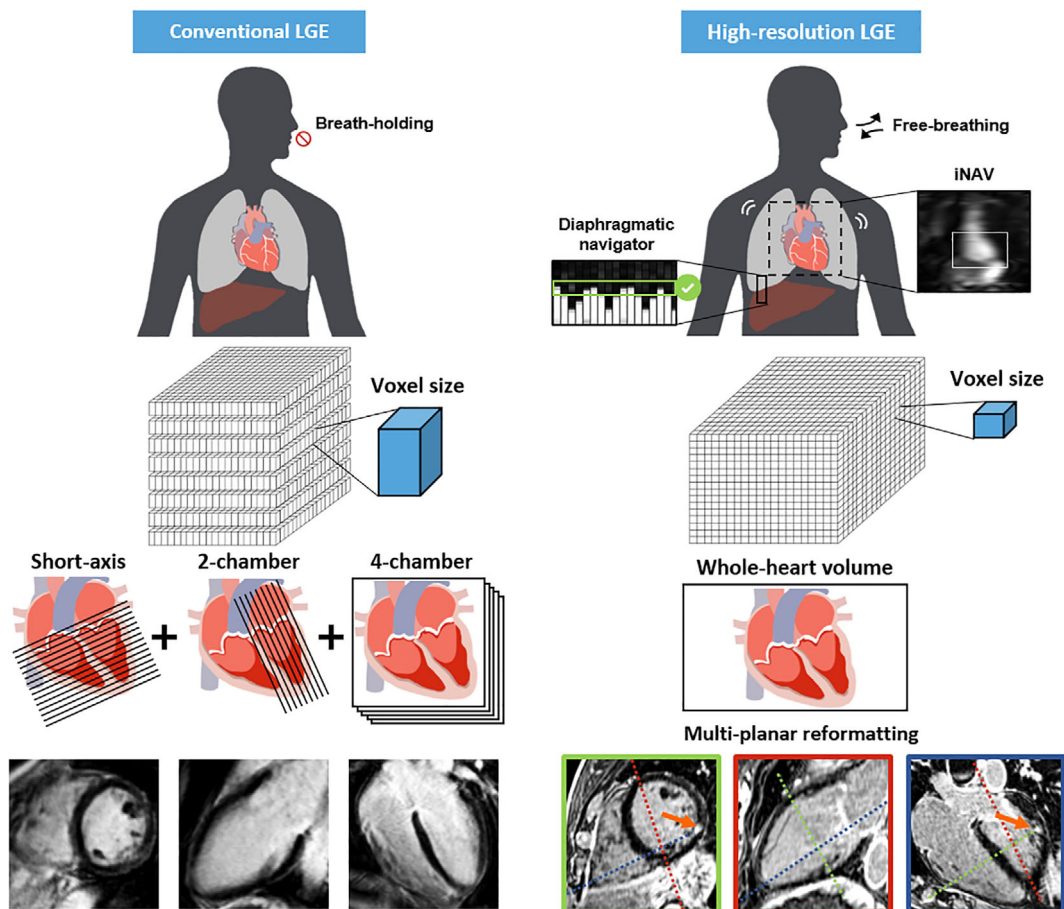 Conventional LGE
High-resolution LGE
Breath-holding
Free-breathing
iNAV
Diaphragmatic
navigator
Voxel size
Voxel size
Short-axis
2-chamber
4-chamber
+
+
Whole-heart volume
Multi-planar reformatting